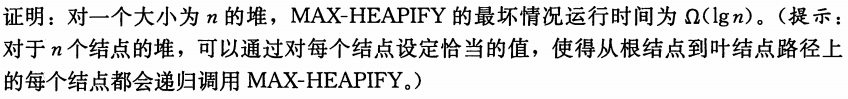 证明：对一个大小为 n 的堆，MAX-HEAPIFY 的最坏情况运行时间为 Ω(lg n)。(提示：
对于 n 个结点的堆，可以通过对每个结点设定恰当的值，使得从根结点到叶结点路径上
的每个结点都会递归调用 MAX-HEAPIFY。)